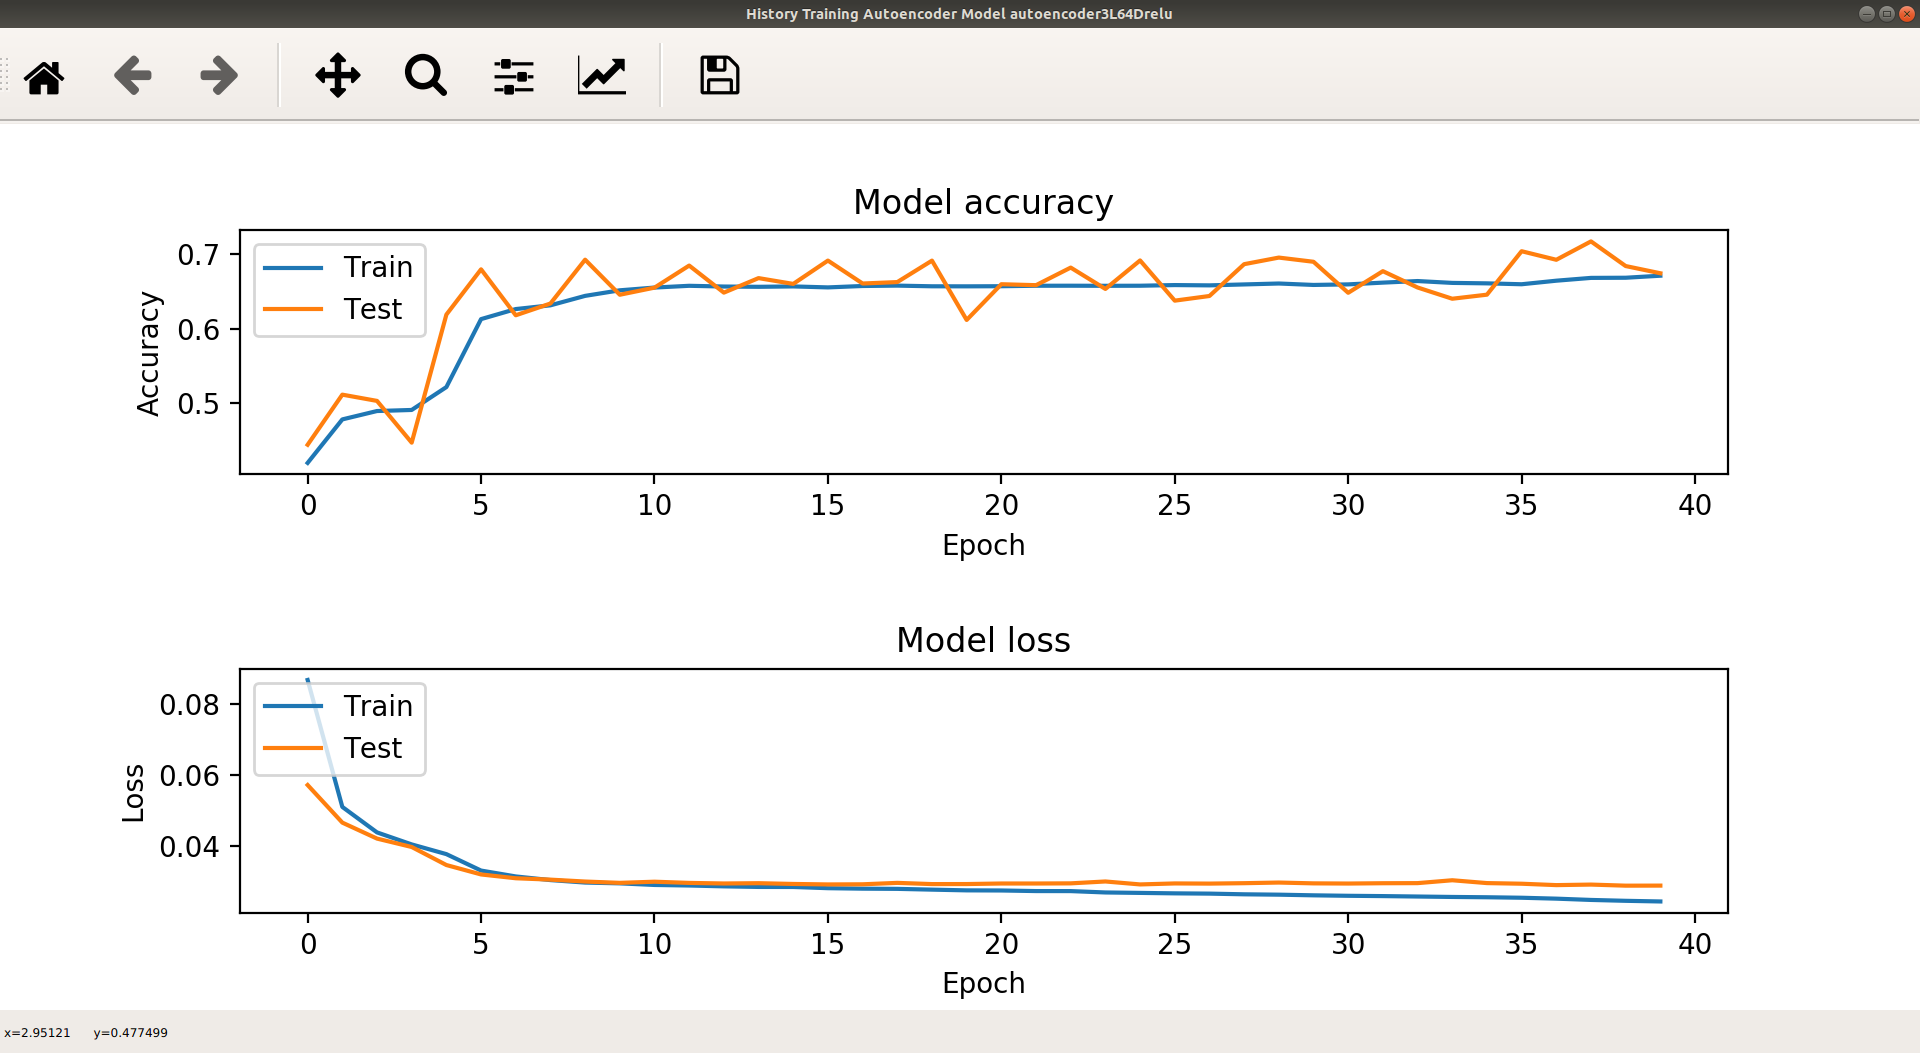 History Training Autoencoder Model autoencoder3L64Drelu
Model accuracy
Train
Test
Accuracy
0.7
0.6
0.5
0 5 10 15 20 25 30 35 40
Epoch
Model loss
Train
Test
Loss
0.08
0.06
0.04
0 5 10 15 20 25 30 35 40
Epoch
x=2.95121 y=0.477499